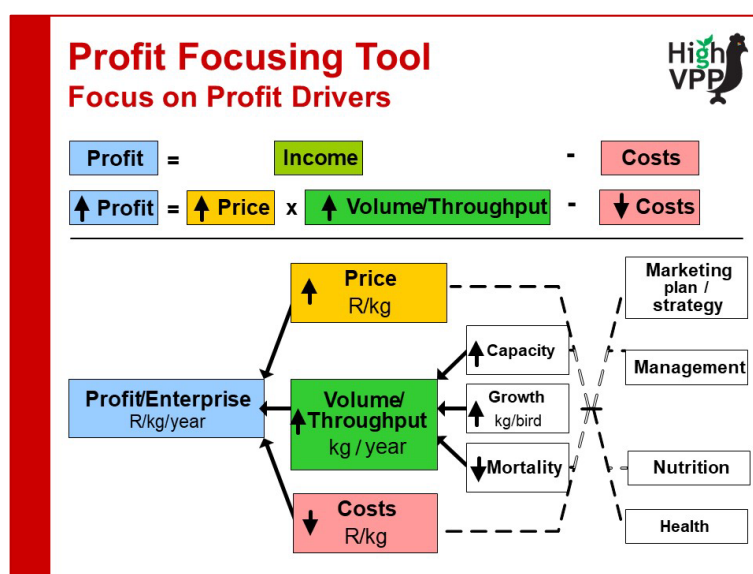 Profit Focusing Tool
Focus on Profit Drivers
High
VPP
Profit = Income - Costs
Profit = Price x Volume/Throughput - Costs
Price
R/kg
Marketing
plan /
strategy
Capacity
Management
Profit/Enterprise
R/kg/year
Volume/
Throughput
kg / year
Growth
kg/bird
Mortality
Nutrition
Costs
R/kg
Health